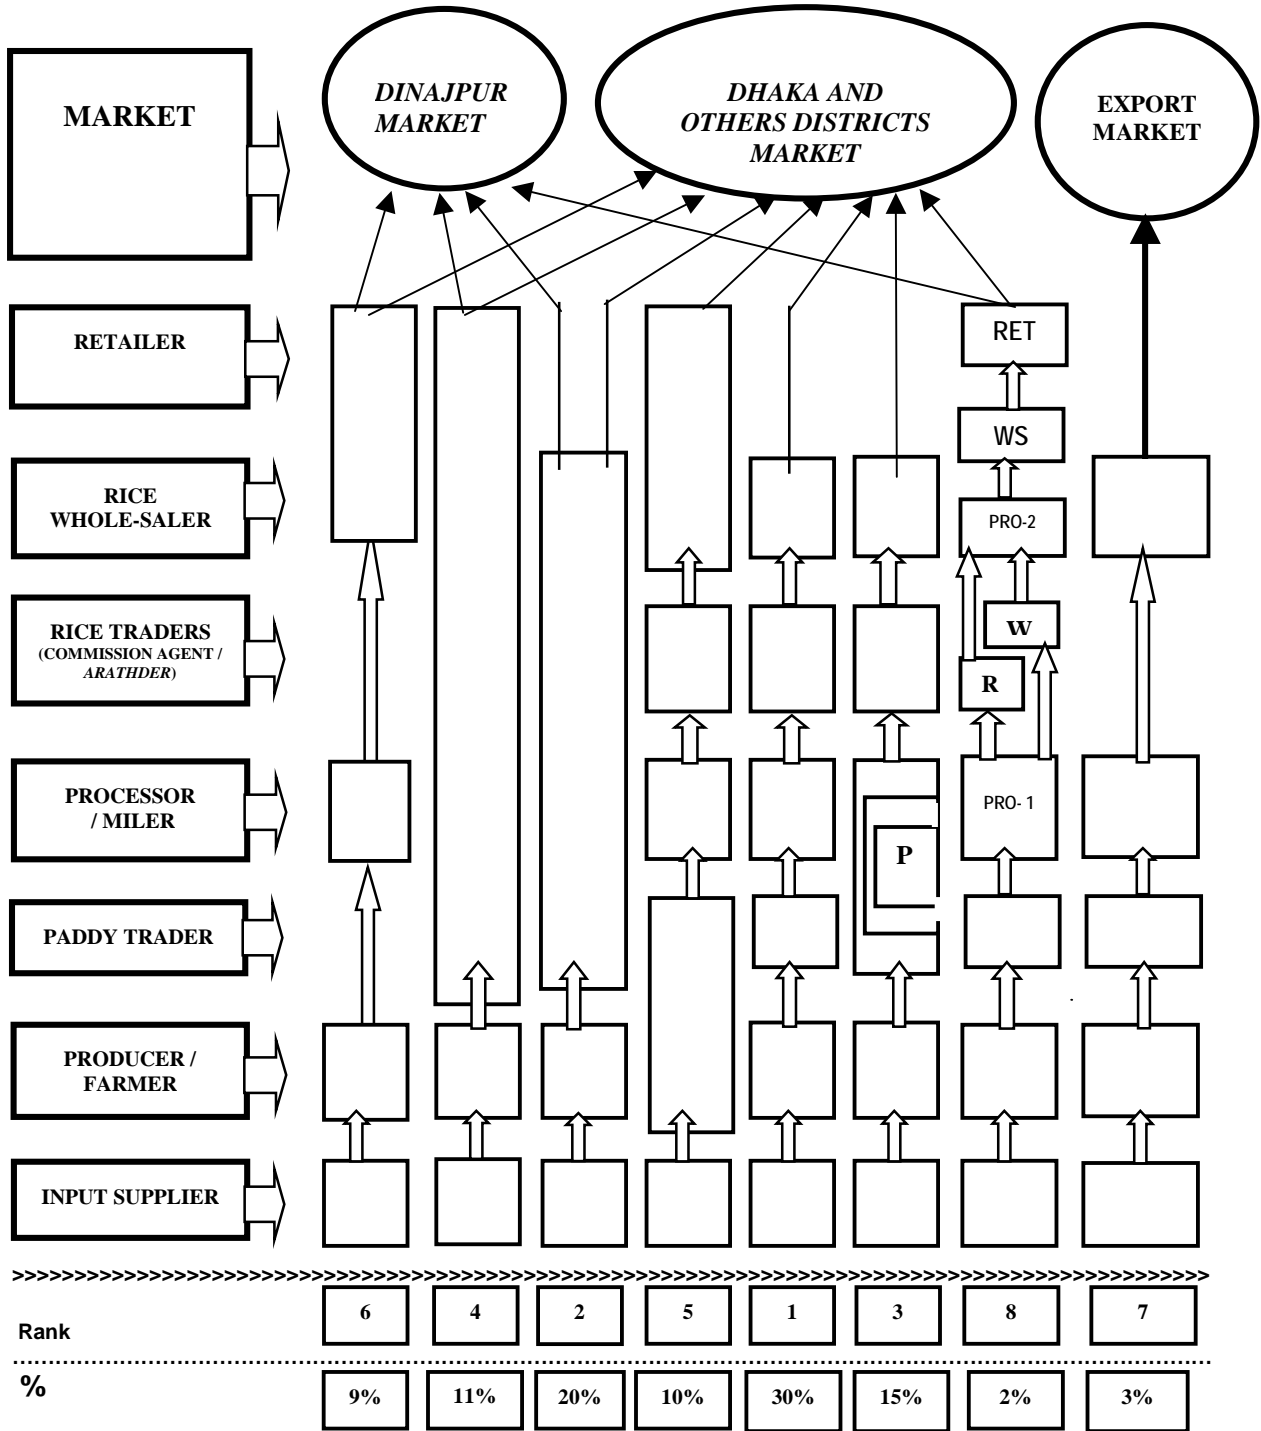 MARKET
DINAJPUR
MARKET
DHAKA AND
OTHERS DISTRICTS
MARKET
EXPORT
MARKET
RETAILER
RET
WS
RICE
WHOLE-SALER
PRO-2
RICE TRADERS
(COMMISSION AGENT /
ARATHDER)
W
R
PROCESSOR
/ MILER
P
PRO- 1
PADDY TRADER
PRODUCER /
FARMER
INPUT SUPPLIER
>>>>>>>>>>>>>>>>>>>>>>>>>>>>>>>>>>>>>>>>>>>>>>>>>>>>>>>>>>>>>>>>>>>>>>>>>>>>>>>>>>>>>>>>>>>>>>>
Rank 6 4 2 5 1 3 8 7
% 9% 11% 20% 10% 30% 15% 2% 3%